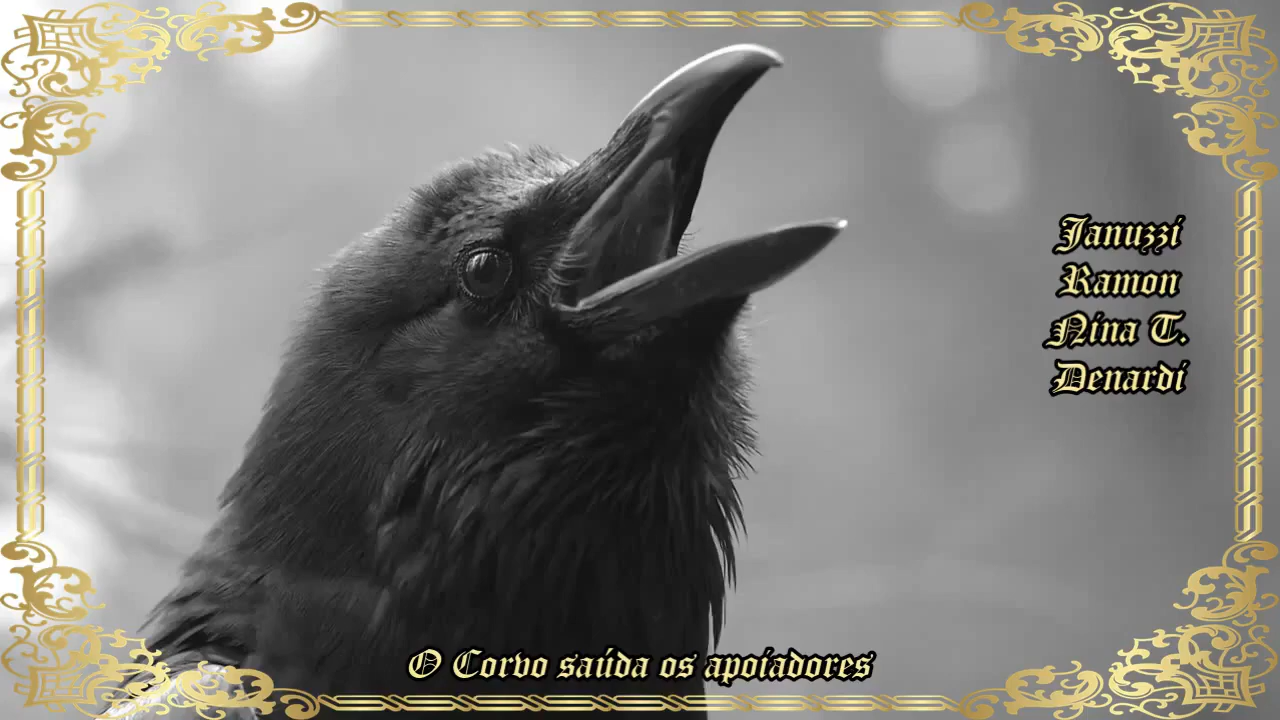 Januzzi
Ramon
Nina T.
Denardi
O Corvo saúda os apoiadores